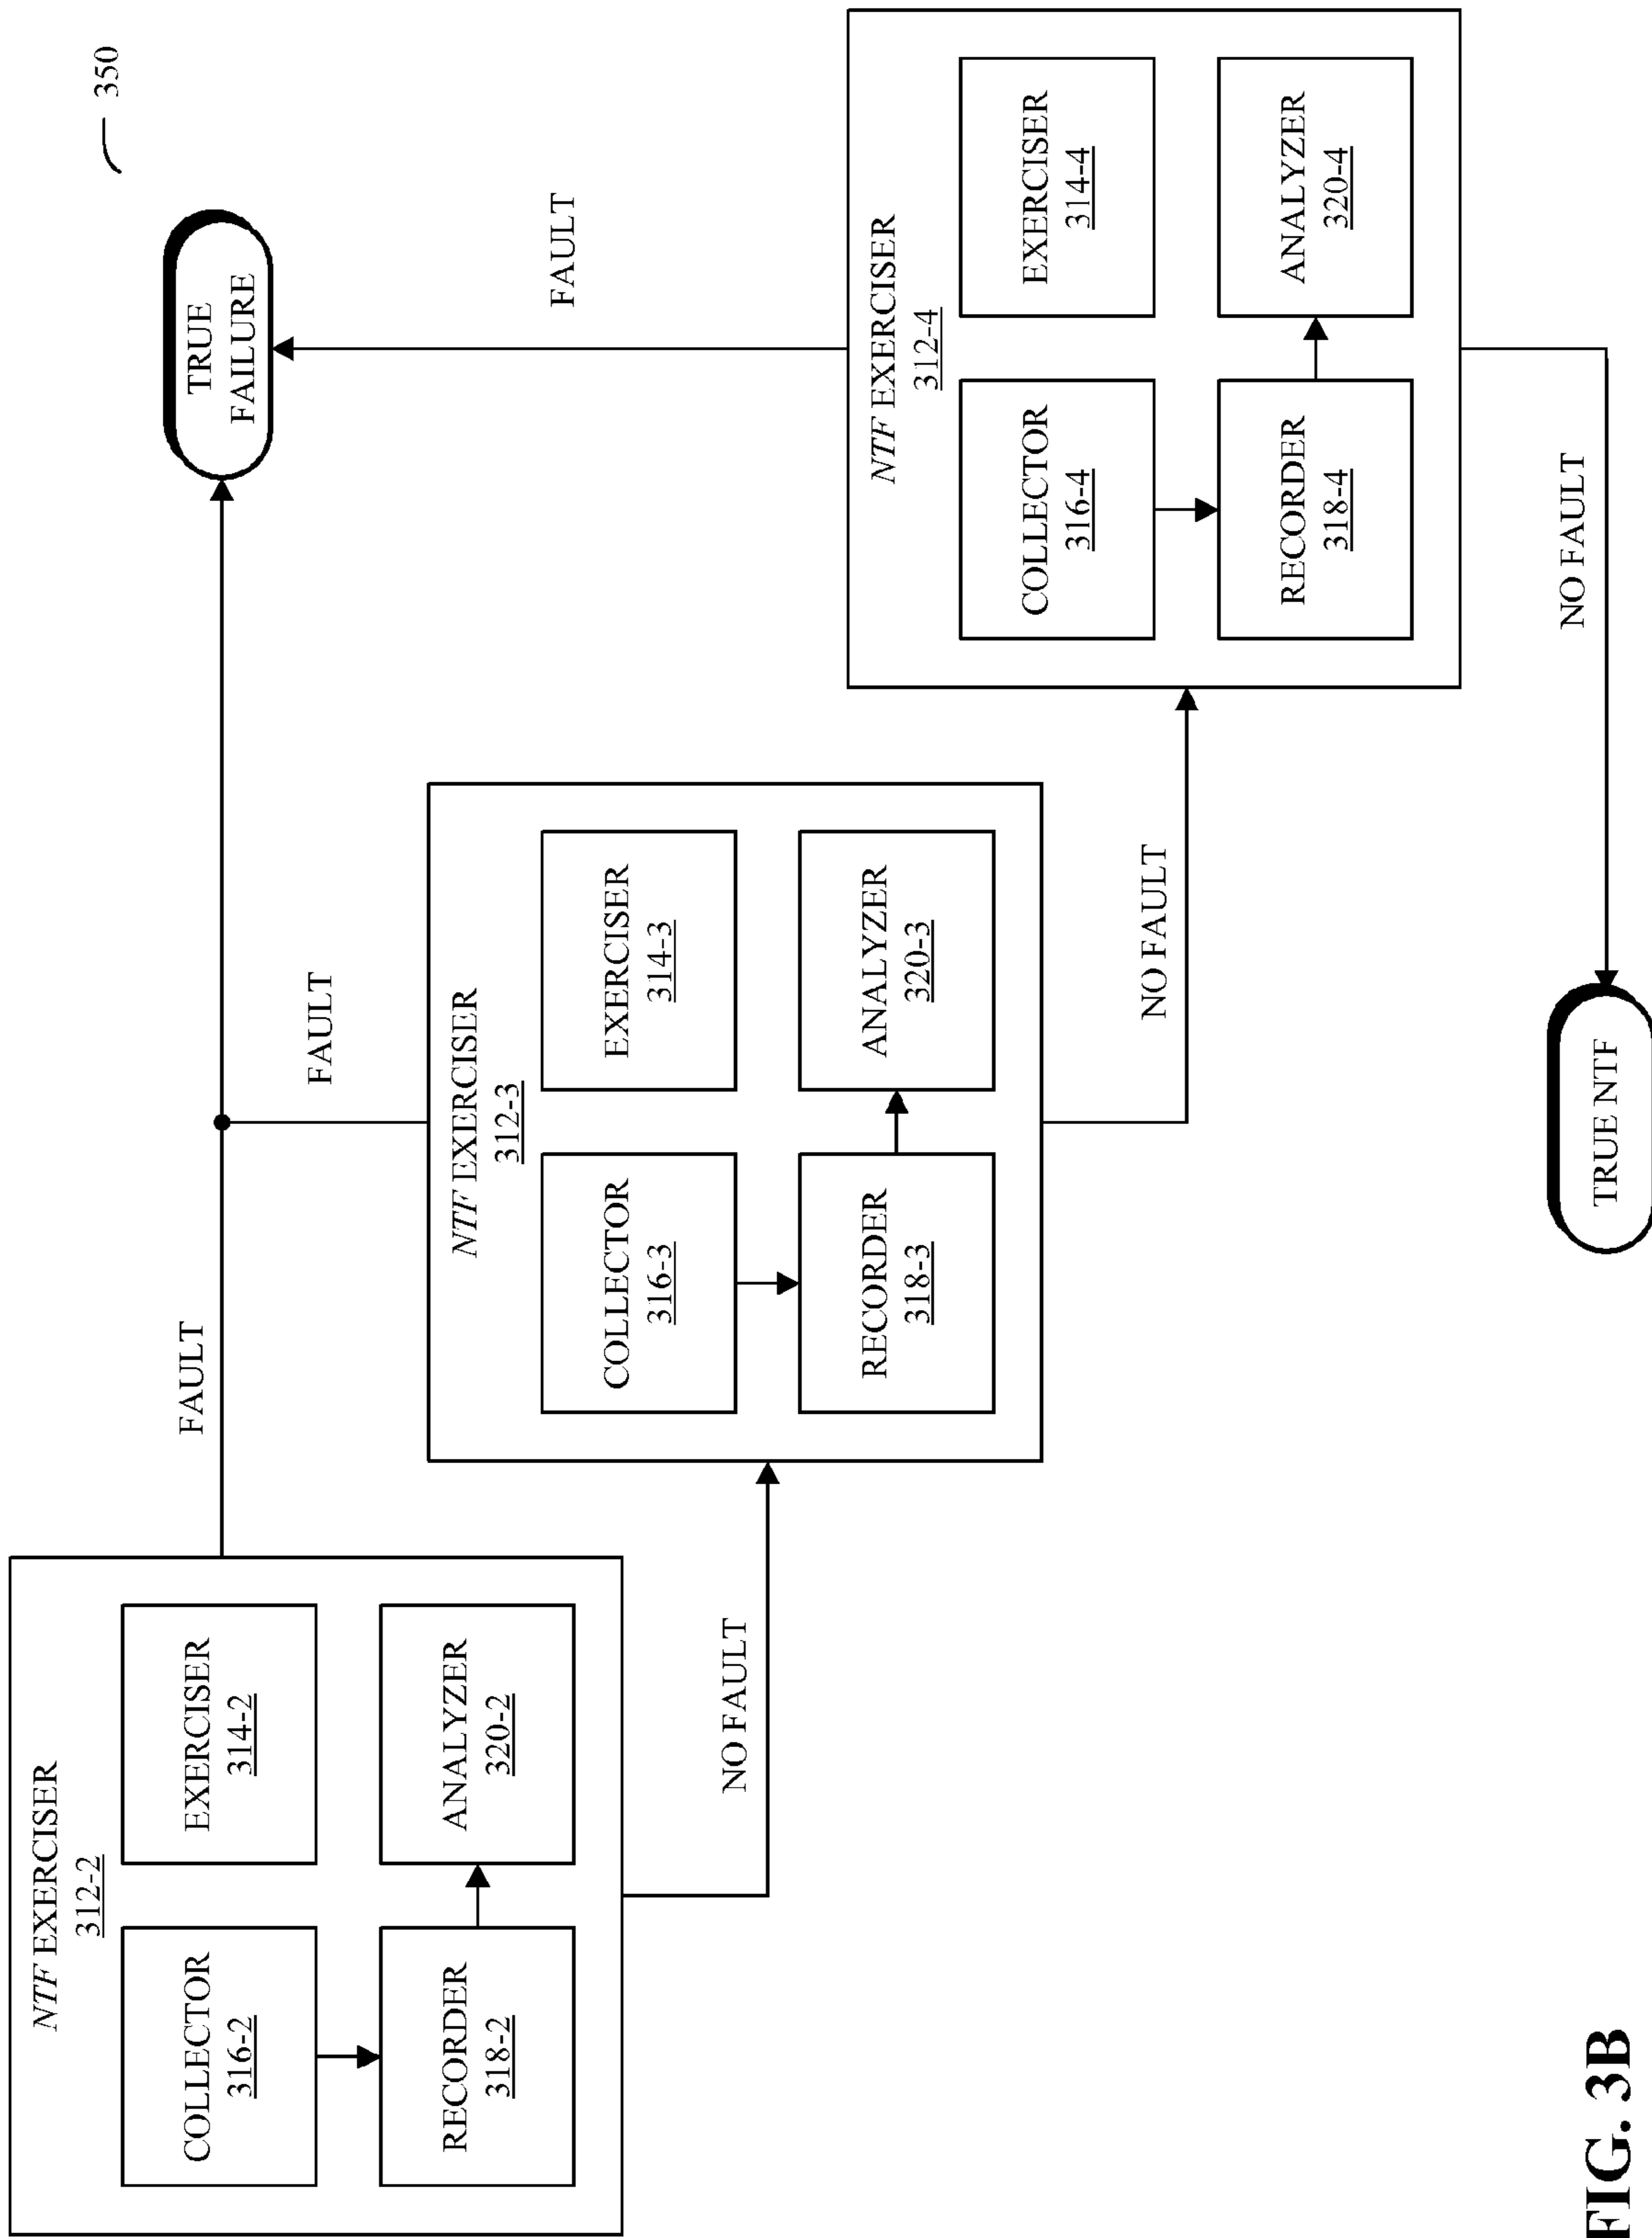 350
NTF EXERCISER
312-2
COLLECTOR
316-2
EXERCISER
314-2
RECORDER
318-2
ANALYZER
320-2
FAULT
NO FAULT
NTF EXERCISER
312-3
COLLECTOR
316-3
EXERCISER
314-3
RECORDER
318-3
ANALYZER
320-3
FAULT
NO FAULT
TRUE
FAILURE
FAULT
NTF EXERCISER
312-4
COLLECTOR
316-4
EXERCISER
314-4
RECORDER
318-4
ANALYZER
320-4
NO FAULT
TRUE NTF
FIG. 3B